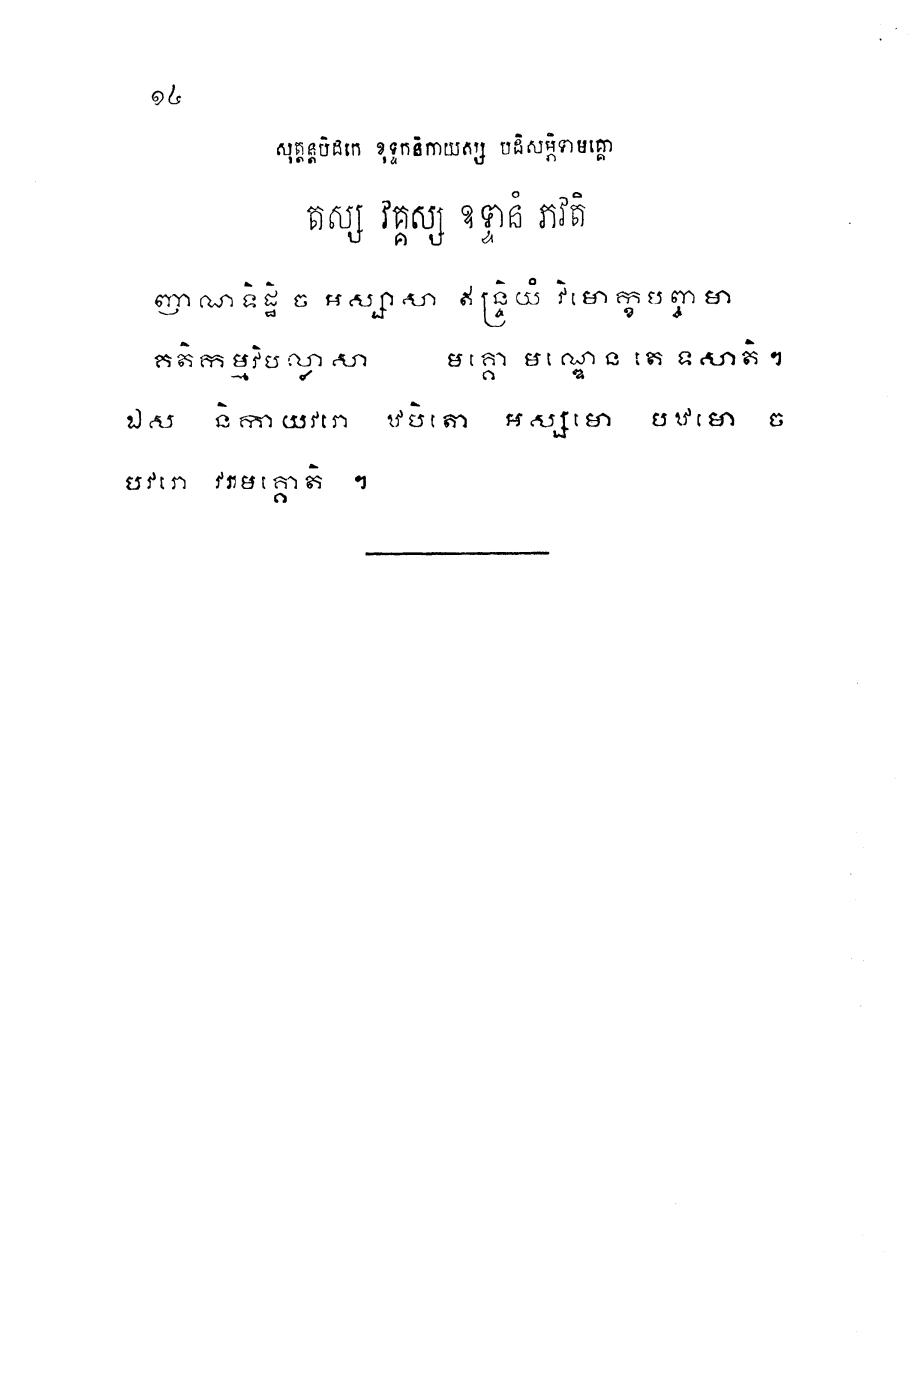 ១៤
សុត្តន្តបិដកេ ខុទ្ទកនិកាយស្ស បដិសម្ភិទាមគ្គោ
តស្ស វគ្គស្ស ឧទ្ទានំ ភវតិ
ញាណទិដ្ឋិ ច អស្សាសា ឥន្ទ្រិយំ វិមោក្ខបញ្ចមា
គតិកម្មវិបល្លាសា មគ្គោ មណ្ឌេន តេ ទសាតិ។
ឯស និកាយវរោ ឋបិតោ អស្សមោ បឋមោ ច
បវរោ វរមគ្គោតិ ។